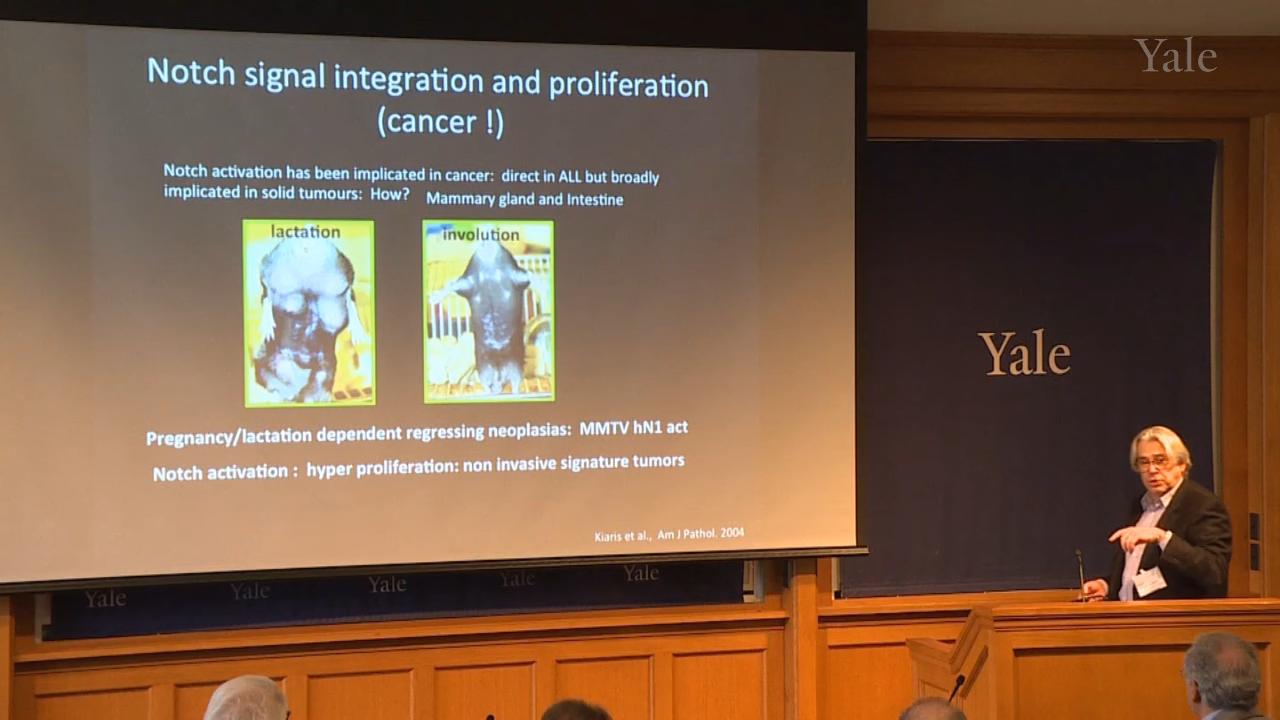 Yale
Notch signal integration and proliferation
(cancer !)
Notch activation has been implicated in cancer: direct in ALL but broadly
implicated in solid tumours: How? Mammary gland and Intestine
lactation
involution
Pregnancy/lactation dependent regressing neoplasias: MMTV hN1 act
Notch activation : hyper proliferation: non invasive signature tumors
Kiaris et al., Am J Pathol. 2004
Yale
Yale
Yale
Yale
Yale
Yale